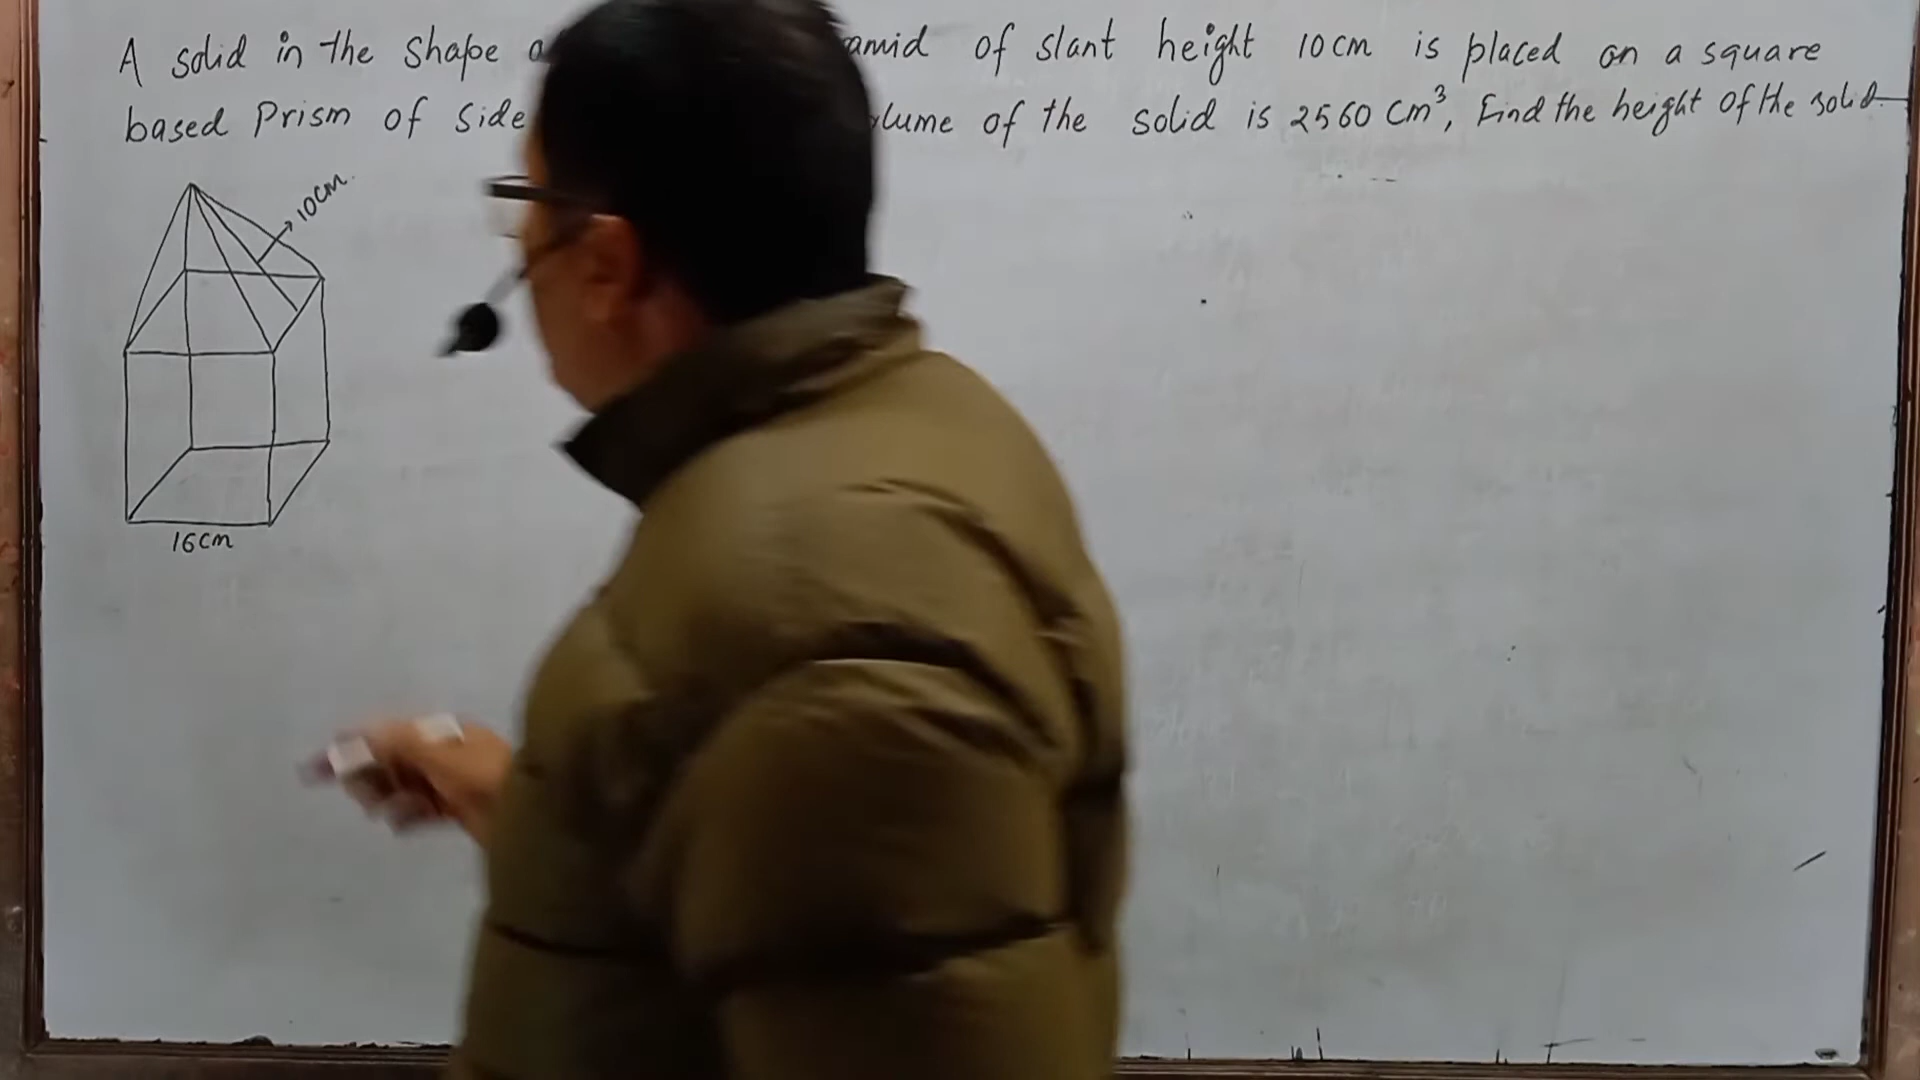 A solid in the shape amid of slant height 10cm is placed on a square
based Prism of side lume of the solid is 2560 cm³, Find the height of the solid.
10cm.
16cm